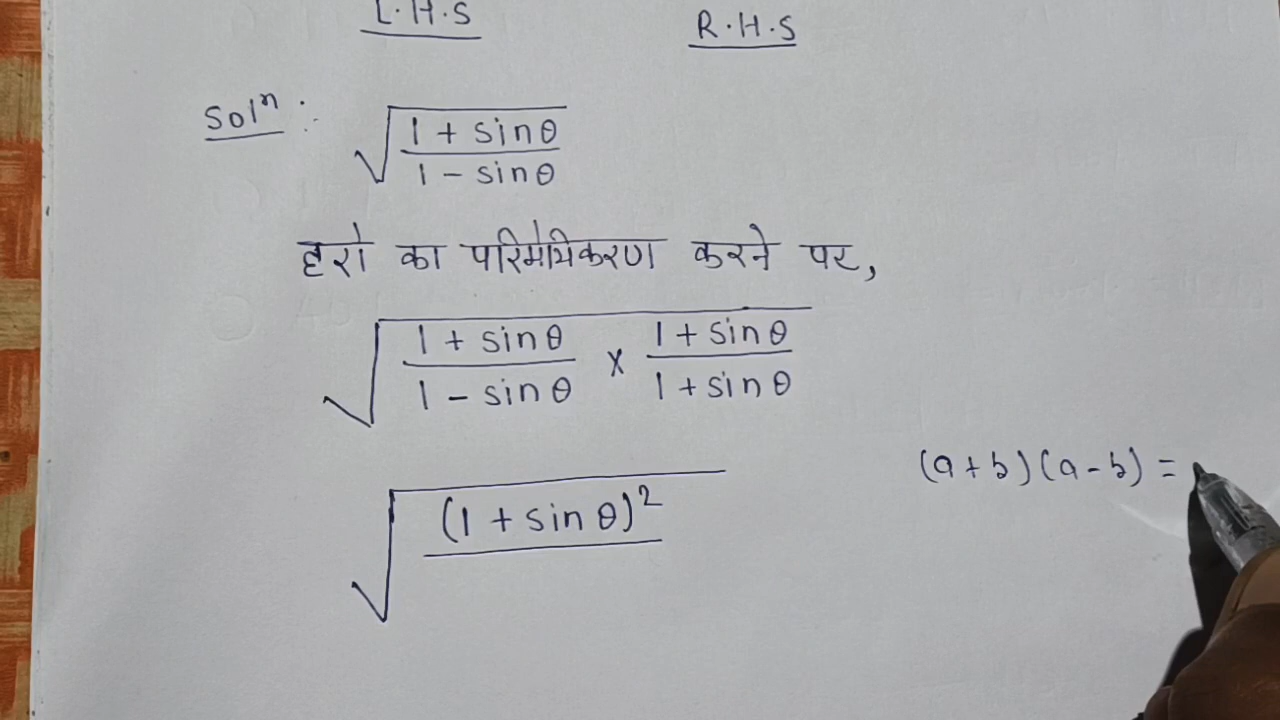 L.H.S R.H.S
Solⁿ :
√((1 + sinθ)/(1 - sinθ))
हरो का परिमेयिकरण करने पर,
√((1 + sinθ)/(1 - sinθ) × (1 + sinθ)/(1 + sinθ))
(a + b) (a - b) =
√((1 + sinθ)²